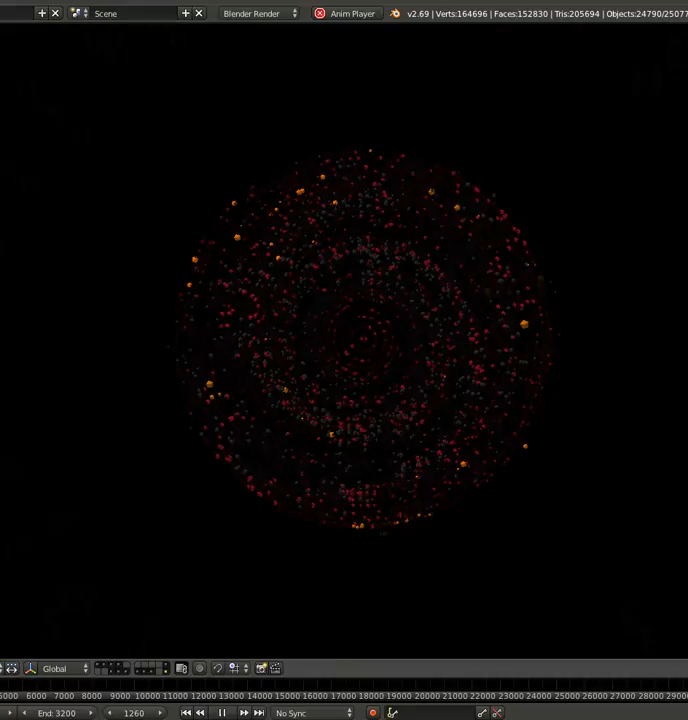 Scene Blender Render Anim Player v2.69 | Verts:164696 | Faces:152830 | Tris:205694 | Objects:24790/25077
Global
5000 6000 7000 8000 9000 10000 11000 12000 13000 14000 15000 16000 17000 18000 19000 20000 21000 22000 23000 24000 25000 26000 27000 28000 29000
End: 3200 1260 No Sync